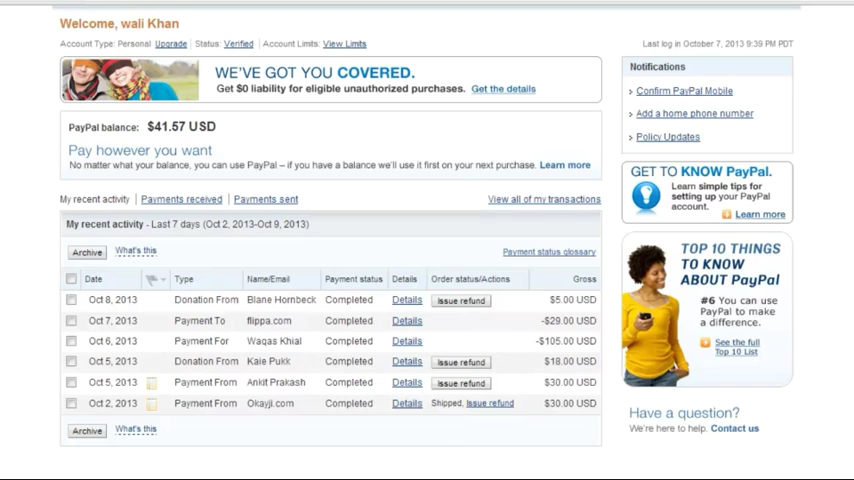 Welcome, wali Khan
Account Type: Personal Upgrade Status: Verified Account Limits: View Limits
Last log in October 7, 2013 9:39 PM PDT
WE'VE GOT YOU COVERED.
Get $0 liability for eligible unauthorized purchases. Get the details
PayPal balance: $41.57 USD
Pay however you want
No matter what your balance, you can use PayPal – if you have a balance we'll use it first on your next purchase. Learn more
My recent activity | Payments received | Payments sent
View all of my transactions
My recent activity - Last 7 days (Oct 2, 2013-Oct 9, 2013)
Archive What's this
Payment status glossary
Date Type Name/Email Payment status Details Order status/Actions Gross
Oct 8, 2013 Donation From Blane Hornbeck Completed Details Issue refund $5.00 USD
Oct 7, 2013 Payment To flippa.com Completed Details -$29.00 USD
Oct 6, 2013 Payment For Waqas Khial Completed Details -$105.00 USD
Oct 5, 2013 Donation From Kaie Pukk Completed Details Issue refund $18.00 USD
Oct 5, 2013 Payment From Ankit Prakash Completed Details Issue refund $30.00 USD
Oct 2, 2013 Payment From Okayji.com Completed Details Shipped, Issue refund $30.00 USD
Archive What's this
Notifications
Confirm PayPal Mobile
Add a home phone number
Policy Updates
GET TO KNOW PayPal.
Learn simple tips for
setting up your PayPal
account.
Learn more
TOP 10 THINGS
TO KNOW
ABOUT PayPal
#6 You can use
PayPal to make
a difference.
See the full
Top 10 List
Have a question?
We're here to help. Contact us